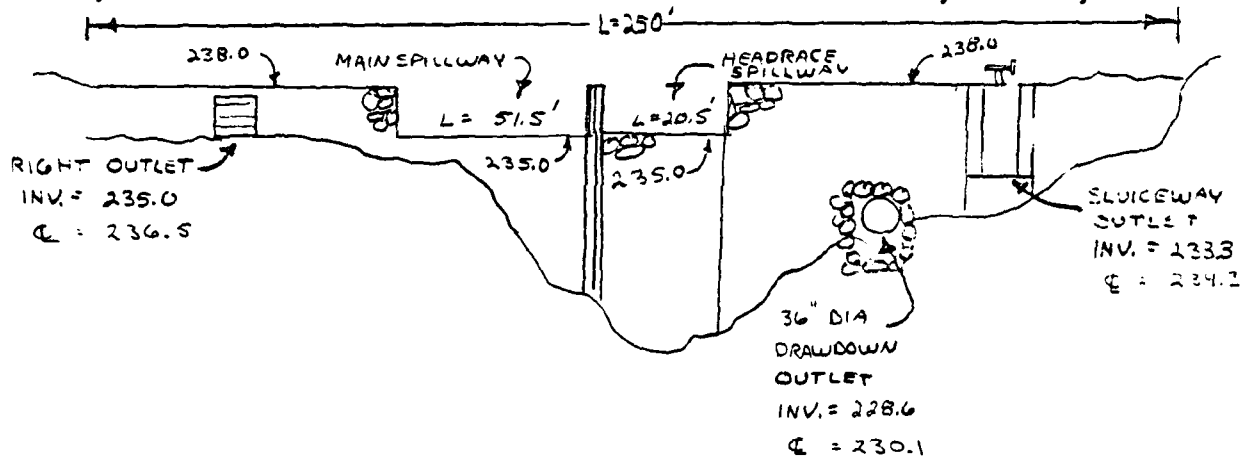 L=250'
238.0
MAIN SPILLWAY
HEADRACE
SPILLWAY
238.0
L= 51.5'
L=20.5'
235.0
235.0
RIGHT OUTLET
INV.= 235.0
℄ = 236.5
SLUICEWAY
OUTLET
INV. = 233.3
36" DIA
DRAWDOWN
OUTLET
INV.= 228.6
℄ = 230.1